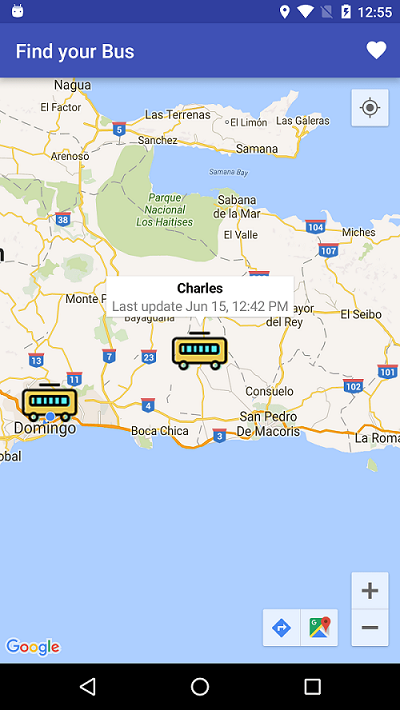 12:55
Find your Bus
Nagua
El Factor
Las Terrenas
El Limón
Las Galeras
5
Sanchez
Arenoso
Samana
Samana Bay
Parque
Nacional
Los Haitises
Sabana
de la Mar
38
104
Miches
El Valle
107
Charles
Last update Jun 15, 12:42 PM
Monte P
Bayaguana
ayor
del Rey
El Seibo
13
7
23
11
101
102
Consuelo
4
San Pedro
De Macoris
Domingo
Boca Chica
3
La Roma
obal
Google